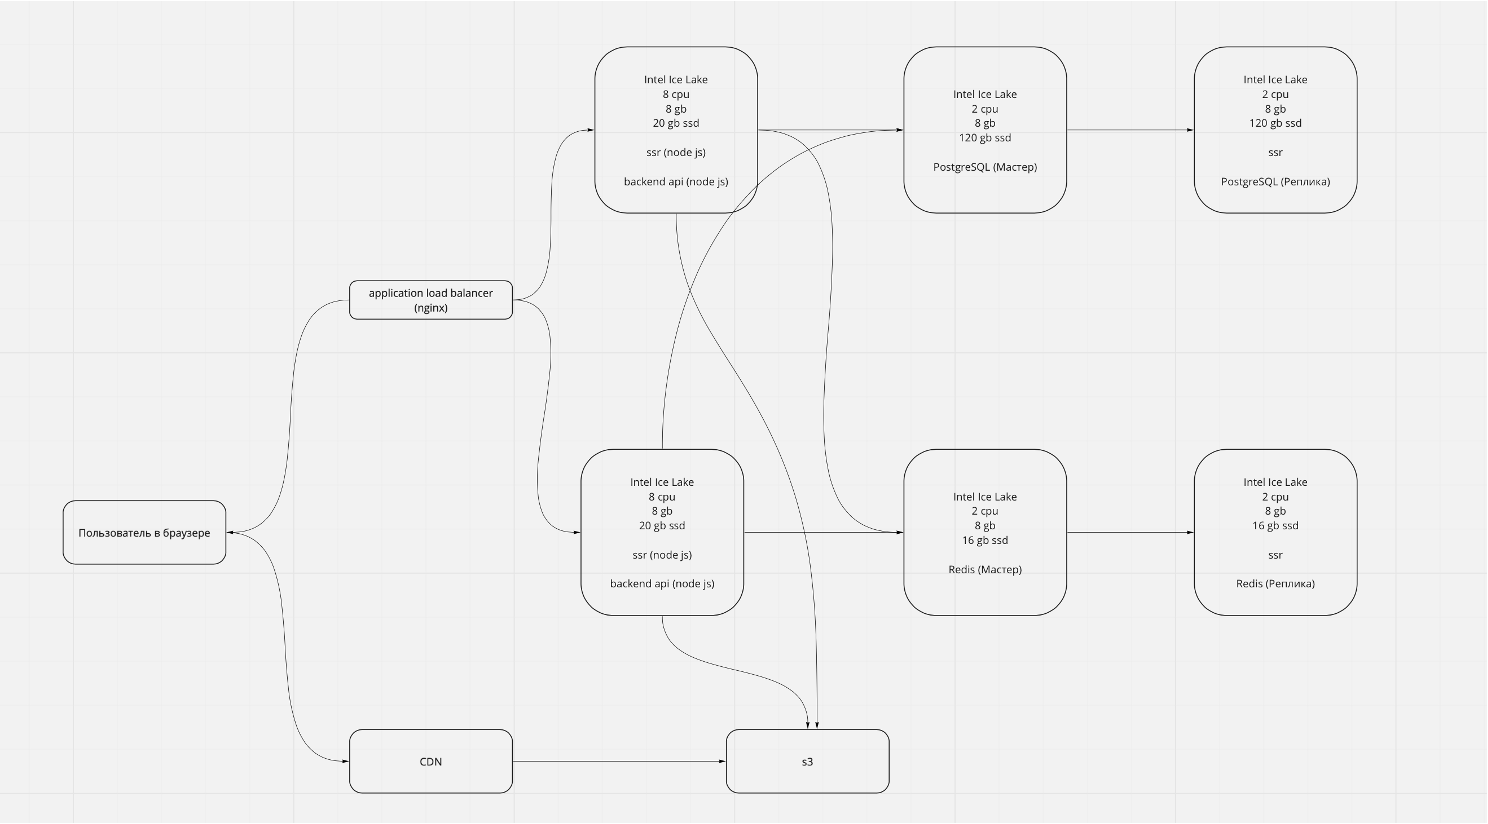 Intel Ice Lake
8 cpu
8 gb
20 gb ssd
ssr (node js)
backend api (node js)
Intel Ice Lake
2 cpu
8 gb
120 gb ssd
PostgreSQL (Мастер)
Intel Ice Lake
2 cpu
8 gb
120 gb ssd
ssr
PostgreSQL (Реплика)
application load balancer
(nginx)
Пользователь в браузере
Intel Ice Lake
8 cpu
8 gb
20 gb ssd
ssr (node js)
backend api (node js)
Intel Ice Lake
2 cpu
8 gb
16 gb ssd
Redis (Мастер)
Intel Ice Lake
2 cpu
8 gb
16 gb ssd
ssr
Redis (Реплика)
CDN
s3